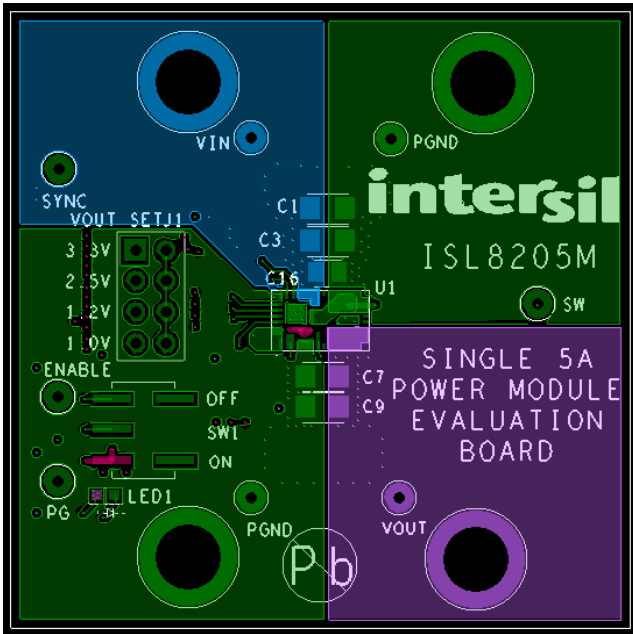 VIN
PGND
SYNC
C1
intersil
VOUT SETJ1
C3
3.3V
ISL8205M
2.5V
C16
U1
1.2V
SW
1.0V
ENABLE
C7
SINGLE 5A
POWER MODULE
EVALUATION
BOARD
OFF
C9
SW1
ON
LED1
PG
PGND
VOUT
Pb